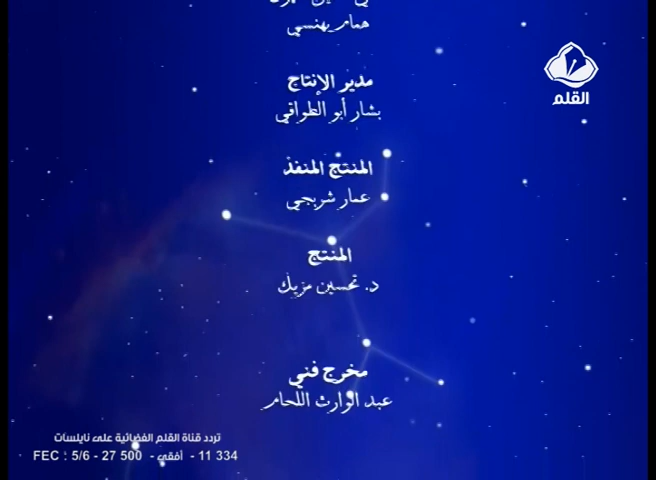 همار بهنسي
مدير الإنتاج
بشار أبو الطواقي
القلم
المنتج المنفذ
عمار شربجي
المنتج
د. تحسين مزيك
مخرج فني
عبد الوارث اللحام
تردد قناة القلم الفضائية على نايلسات
11 334 - أفقي - 27 500 - 5/6 : FEC